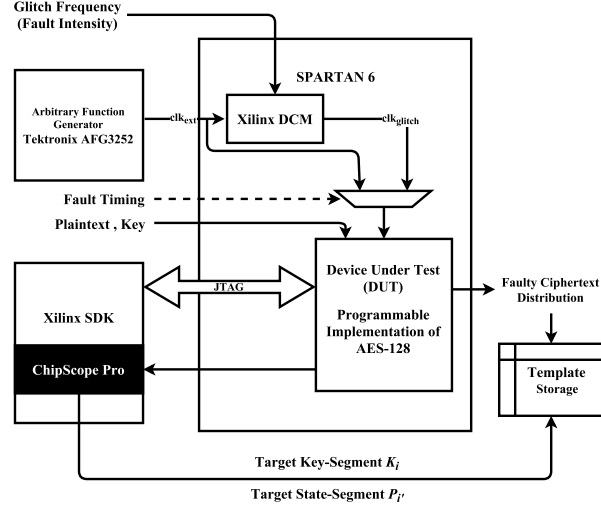 Glitch Frequency
(Fault Intensity)
SPARTAN 6
Arbitrary Function
Generator
Tektronix AFG3252
clk_ext
Xilinx DCM
clk_glitch
Fault Timing
Plaintext , Key
Device Under Test
(DUT)
Programmable
Implementation of
AES-128
JTAG
Xilinx SDK
ChipScope Pro
Faulty Ciphertext
Distribution
Template
Storage
Target Key-Segment K_i
Target State-Segment P_i'